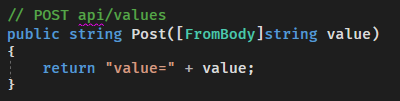 // POST api/values
public string Post([FromBody]string value)
{
    return "value=" + value;
}